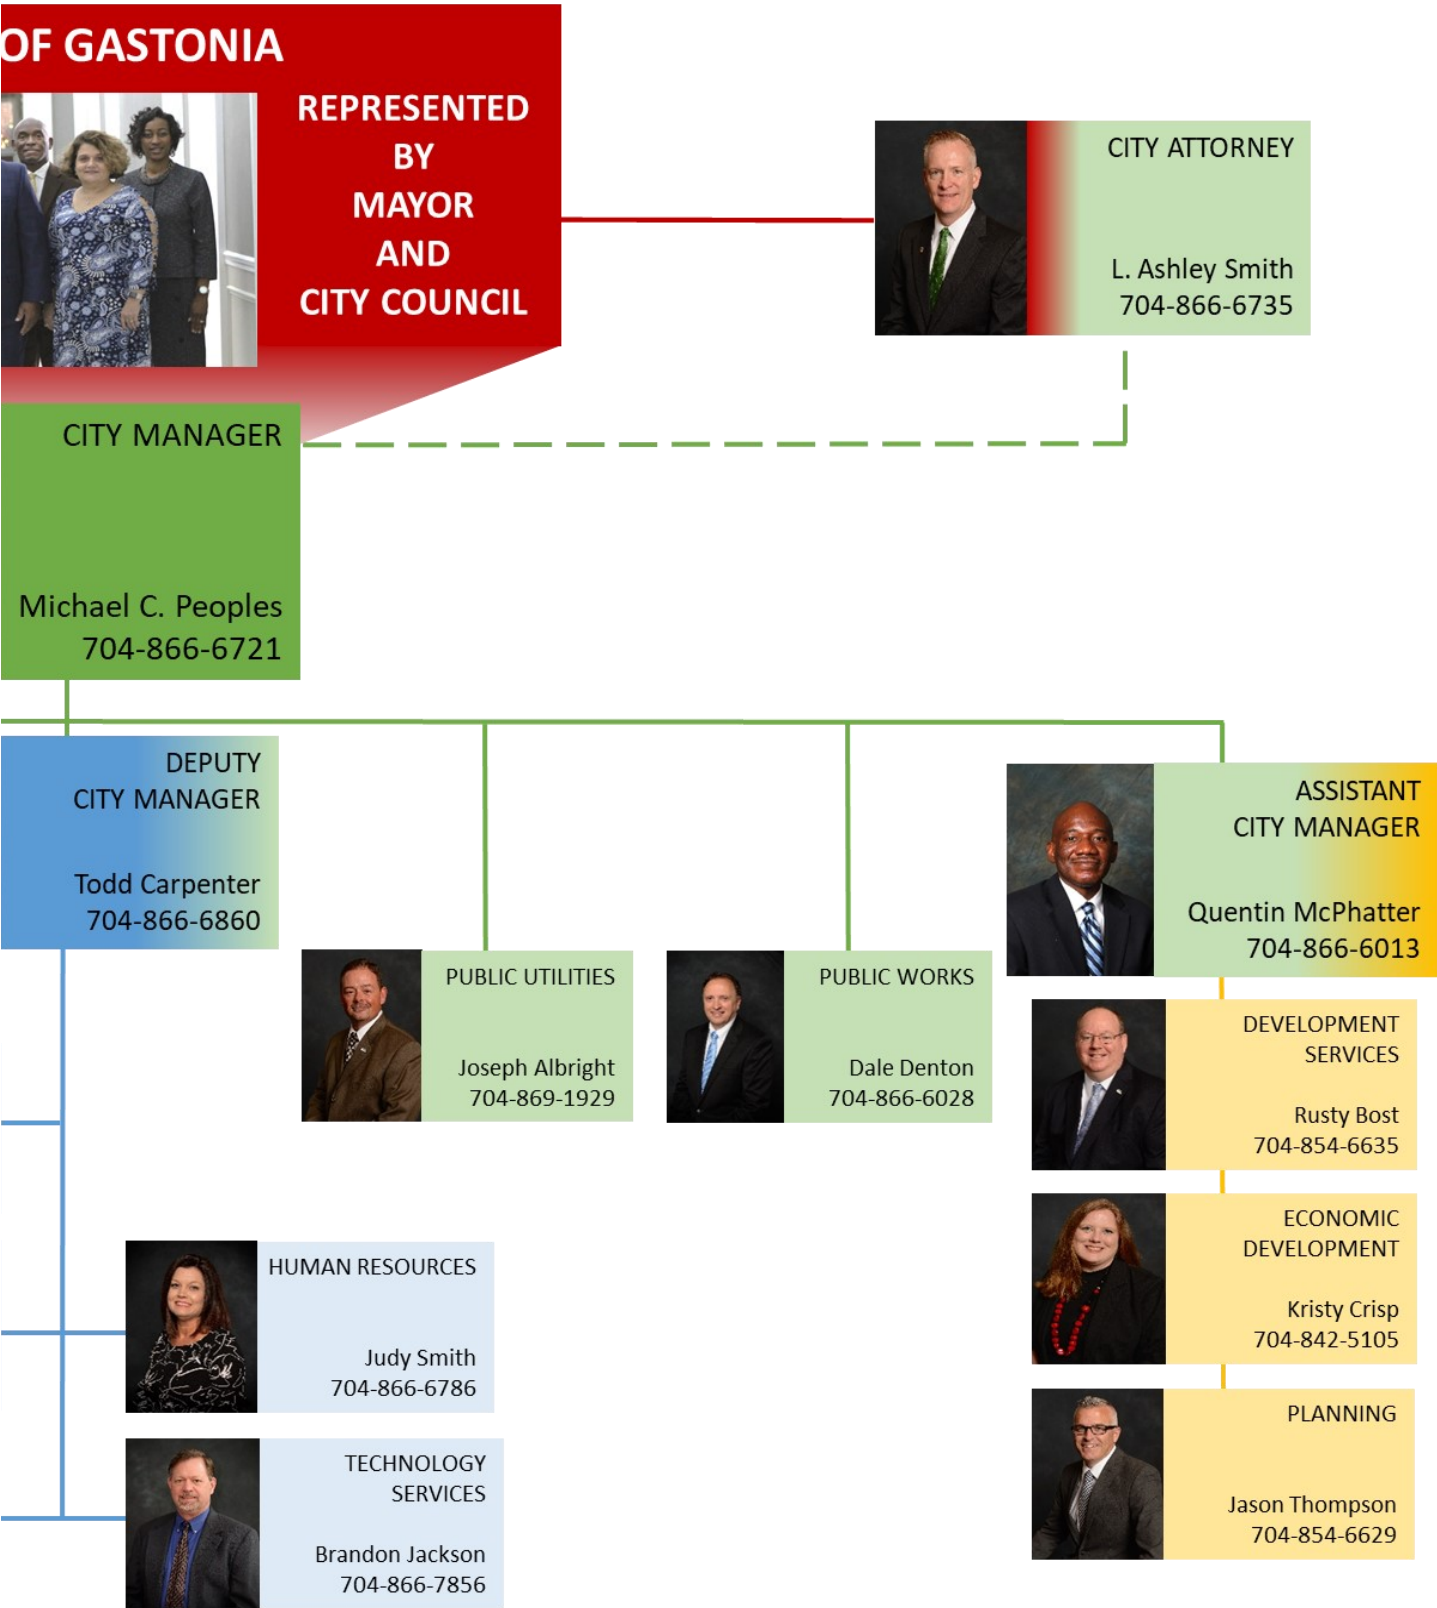 OF GASTONIA
REPRESENTED
BY
MAYOR
AND
CITY COUNCIL
CITY ATTORNEY
L. Ashley Smith
704-866-6735
CITY MANAGER
Michael C. Peoples
704-866-6721
DEPUTY
CITY MANAGER
Todd Carpenter
704-866-6860
PUBLIC UTILITIES
Joseph Albright
704-869-1929
PUBLIC WORKS
Dale Denton
704-866-6028
ASSISTANT
CITY MANAGER
Quentin McPhatter
704-866-6013
DEVELOPMENT
SERVICES
Rusty Bost
704-854-6635
ECONOMIC
DEVELOPMENT
Kristy Crisp
704-842-5105
PLANNING
Jason Thompson
704-854-6629
HUMAN RESOURCES
Judy Smith
704-866-6786
TECHNOLOGY
SERVICES
Brandon Jackson
704-866-7856